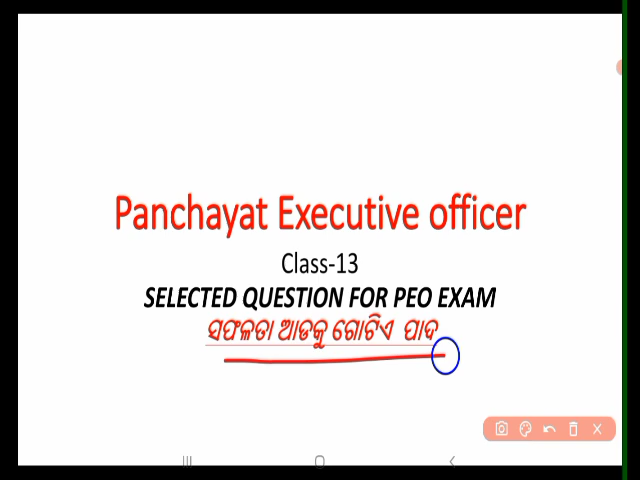 Panchayat Executive officer
Class-13
SELECTED QUESTION FOR PEO EXAM
ସଫଳତା ଆଡକୁ ଗୋଟିଏ ପାଦ